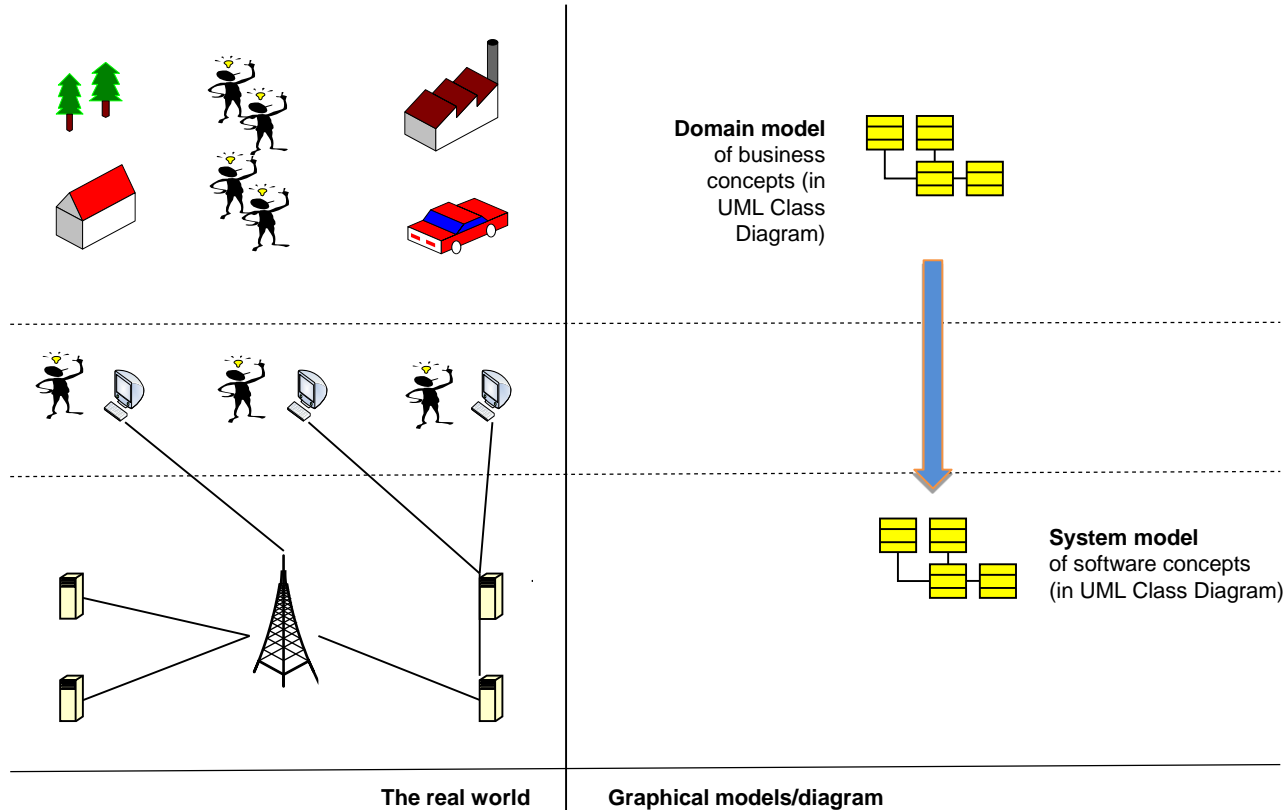 Domain model
of business
concepts (in
UML Class
Diagram)
System model
of software concepts
(in UML Class Diagram)
The real world
Graphical models/diagram